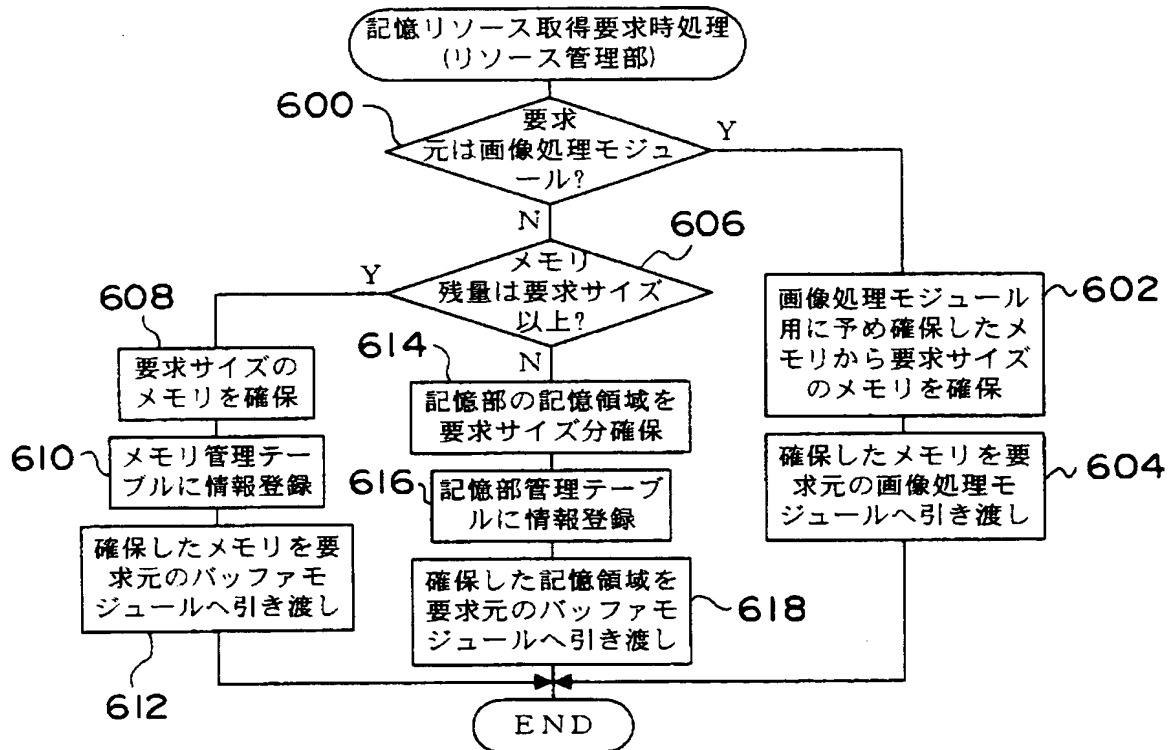 記憶リソース取得要求時処理
(リソース管理部)
600
要求
元は画像処理モジュ
ール?
Y
N
606
メモリ
残量は要求サイズ
以上?
Y
N
608
要求サイズの
メモリを確保
610
メモリ管理テー
ブルに情報登録
確保したメモリを要
求元のバッファモ
ジュールへ引き渡し
612
614
記憶部の記憶領域を
要求サイズ分確保
616
記憶部管理テーブ
ルに情報登録
確保した記憶領域を
要求元のバッファモ
ジュールへ引き渡し
618
画像処理モジュール
用に予め確保したメ
モリから要求サイズ
のメモリを確保
602
確保したメモリを要
求元の画像処理モ
ジュールへ引き渡し
604
END